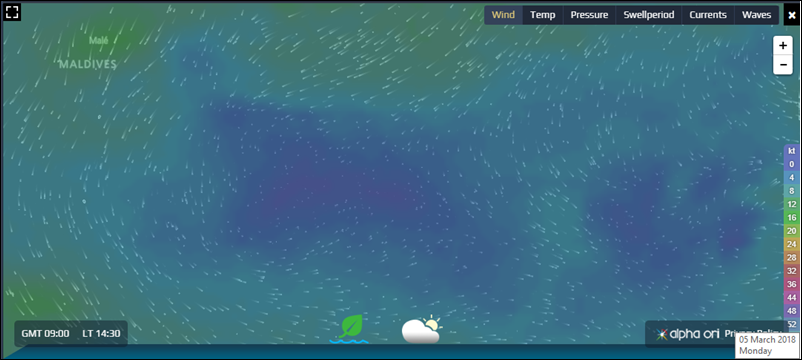 Wind Temp Pressure Swellperiod Currents Waves ×
Malé
MALDIVES
+
−
kt
0
4
8
12
16
20
24
28
32
36
44
48
52
GMT 09:00 LT 14:30
alpha ori Privacy Policy
05 March 2018
Monday